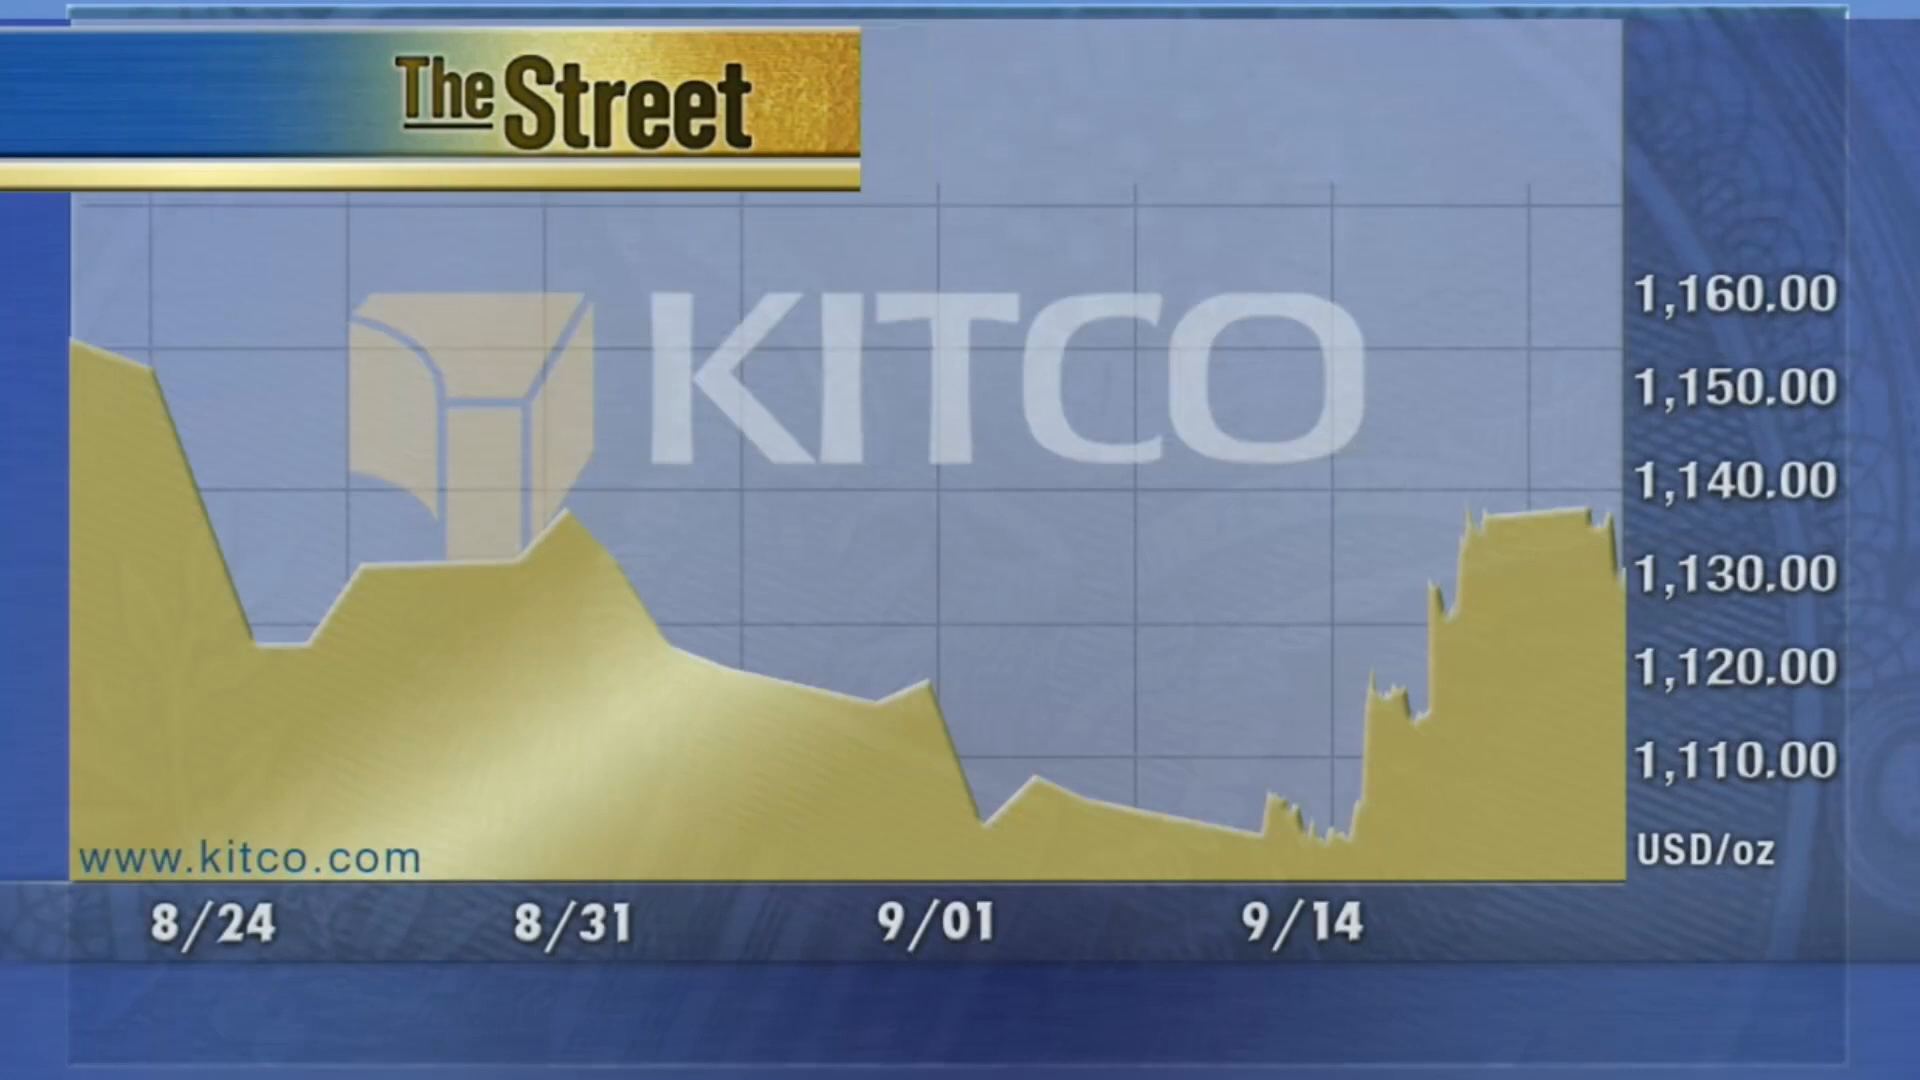 The Street
KITCO
1,160.00
1,150.00
1,140.00
1,130.00
1,120.00
1,110.00
USD/oz
www.kitco.com
8/24 8/31 9/01 9/14